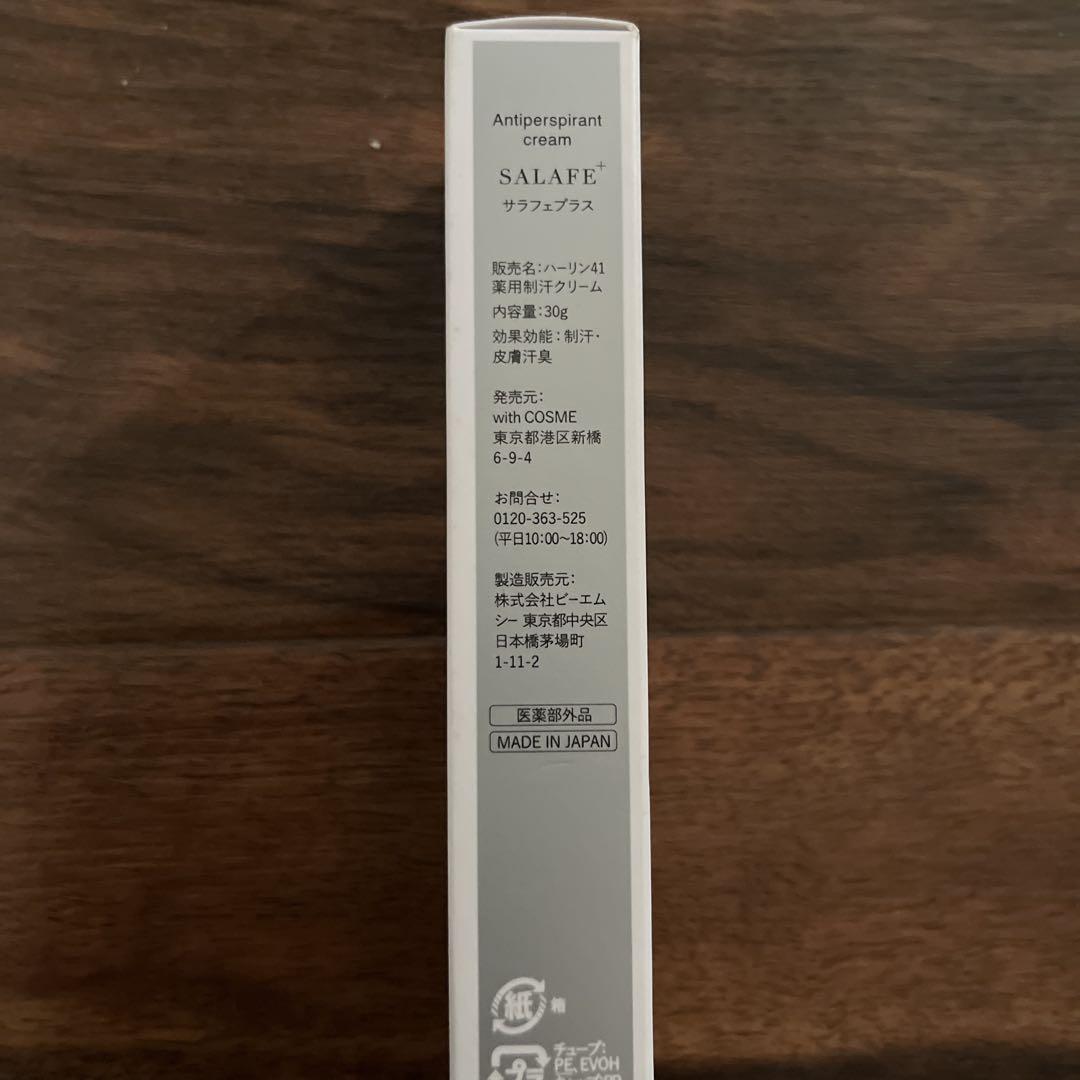 Antiperspirant
cream
SALAFE+
サラフェプラス
販売名：ハーリン41
薬用制汗クリーム
内容量：30g
効果効能：制汗・
皮膚汗臭
発売元：
with COSME
東京都港区新橋
6-9-4
お問合せ：
0120-363-525
(平日10:00〜18:00)
製造販売元：
株式会社ビーエム
シー 東京都中央区
日本橋茅場町
1-11-2
医薬部外品
MADE IN JAPAN
紙 箱
チューブ：
プラ PE、EVOH